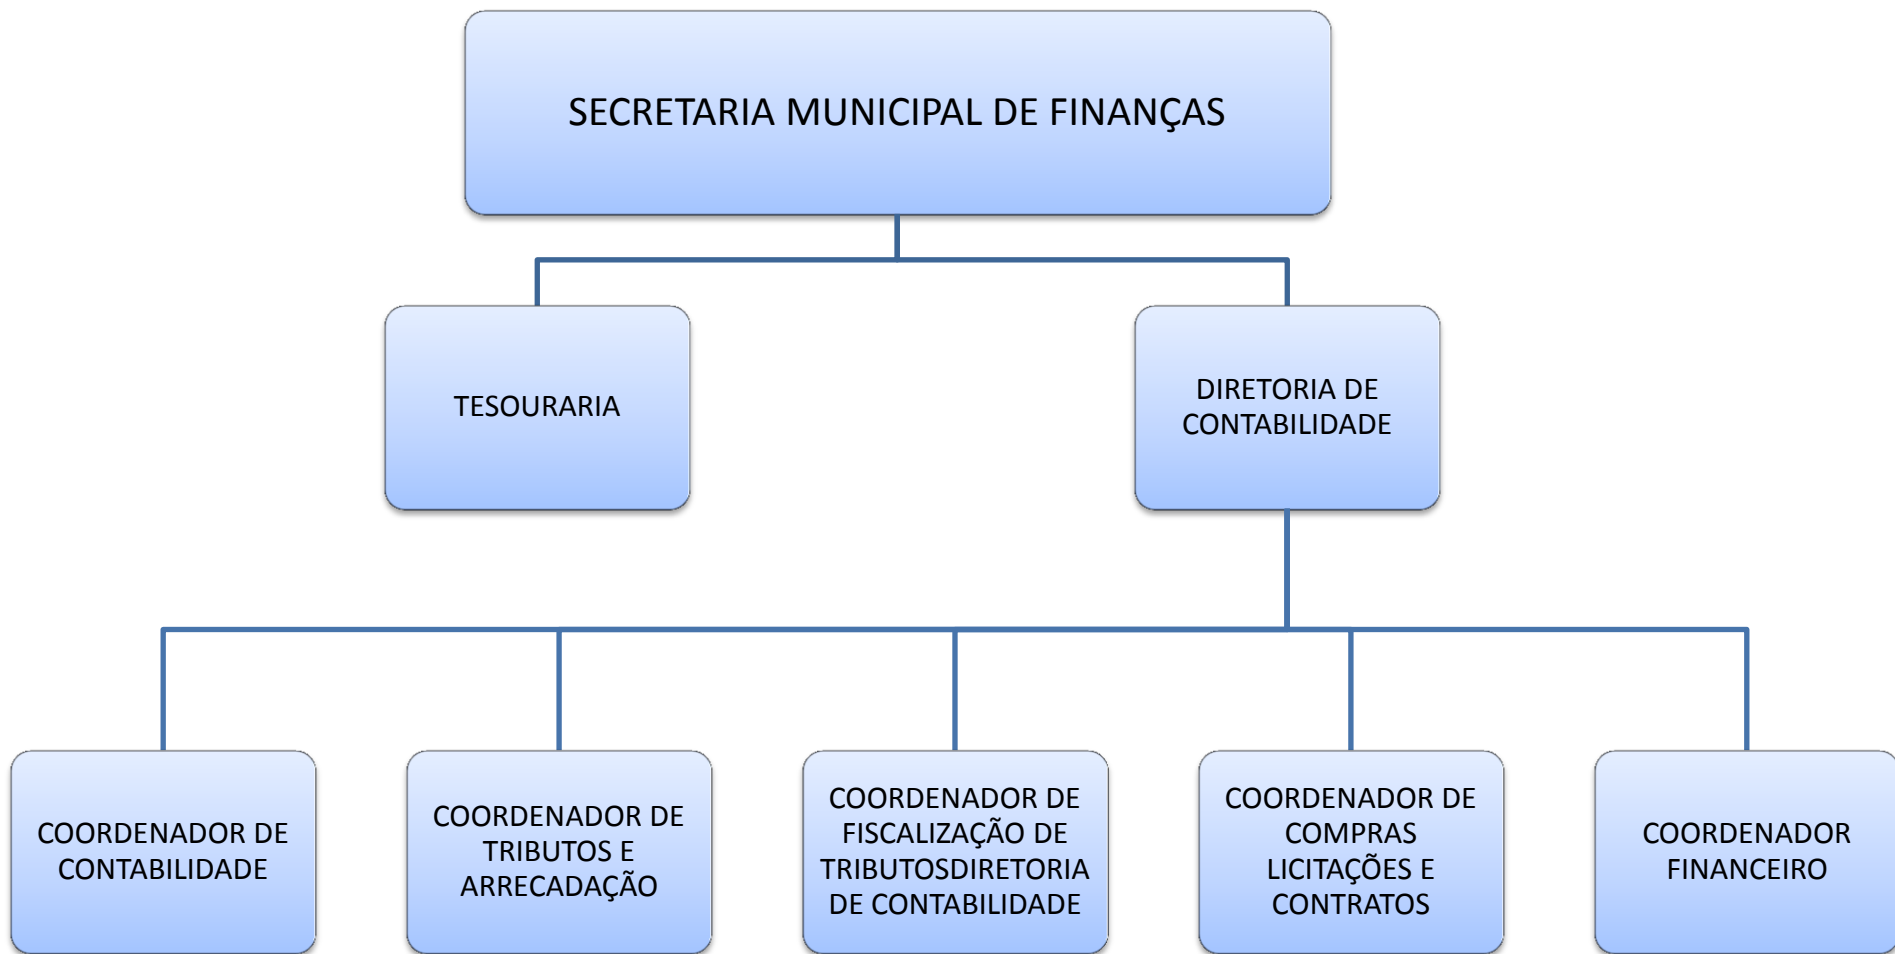 SECRETARIA MUNICIPAL DE FINANÇAS
TESOURARIA
DIRETORIA DE
CONTABILIDADE
COORDENADOR DE
CONTABILIDADE
COORDENADOR DE
TRIBUTOS E
ARRECADAÇÃO
COORDENADOR DE
FISCALIZAÇÃO DE
TRIBUTOSDIRETORIA
DE CONTABILIDADE
COORDENADOR DE
COMPRAS
LICITAÇÕES E
CONTRATOS
COORDENADOR
FINANCEIRO